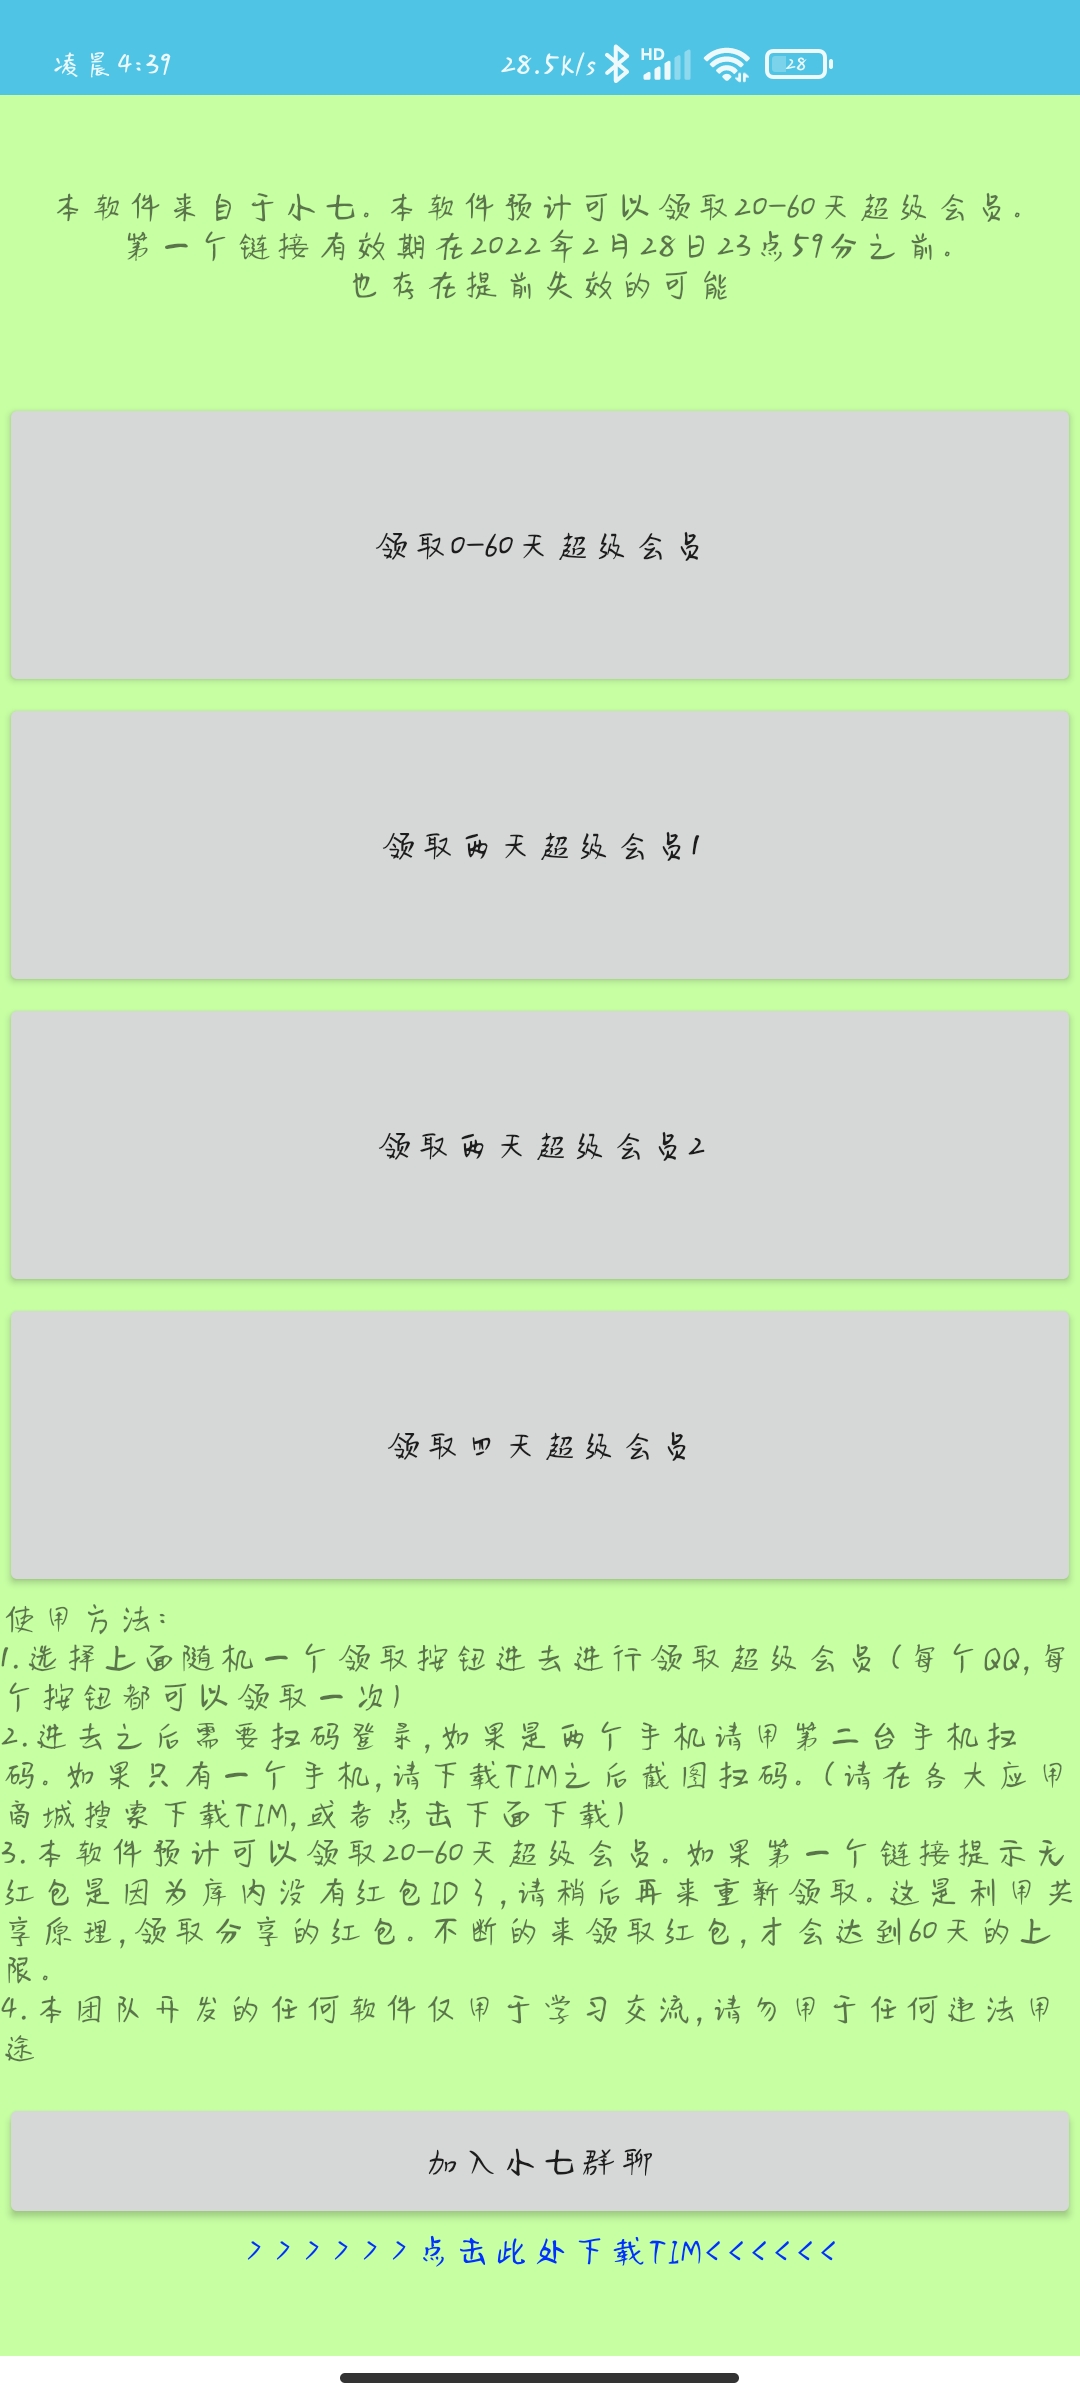 凌晨4:39
28.5K/s
HD
28
本软件来自于小七。本软件预计可以领取20-60天超级会员。
第一个链接有效期在2022年2月28日23点59分之前。
也存在提前失效的可能
领取0-60天超级会员
领取两天超级会员1
领取两天超级会员2
领取四天超级会员
使用方法:
1.选择上面随机一个领取按钮进去进行领取超级会员(每个QQ,每
个按钮都可以领取一次)
2.进去之后需要扫码登录,如果是两个手机请用第二台手机扫
码。如果只有一个手机,请下载TIM之后截图扫码。(请在各大应用
商城搜索下载TIM,或者点击下面下载)
3.本软件预计可以领取20-60天超级会员。如果第一个链接提示无
红包是因为库内没有红包ID了,请稍后再来重新领取。这是利用共
享原理,领取分享的红包。不断的来领取红包,才会达到60天的上
限。
4.本团队开发的任何软件仅用于学习交流,请勿用于任何违法用
途
加入小七群聊
>>>>>>点击此处下载TIM<<<<<<